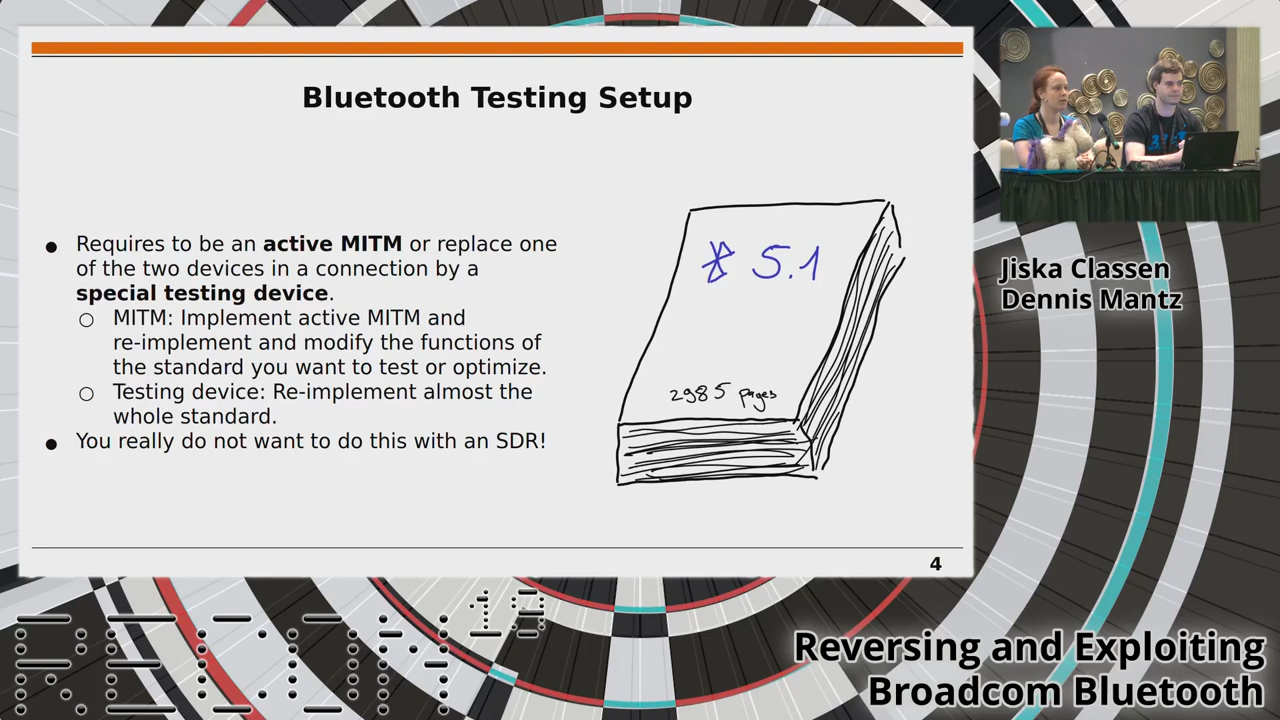 Bluetooth Testing Setup
● Requires to be an active MITM or replace one
of the two devices in a connection by a
special testing device.
○ MITM: Implement active MITM and
re-implement and modify the functions of
the standard you want to test or optimize.
○ Testing device: Re-implement almost the
whole standard.
● You really do not want to do this with an SDR!
5.1
2985 pages
4
Jiska Classen
Dennis Mantz
RECON 18
Reversing and Exploiting
Broadcom Bluetooth